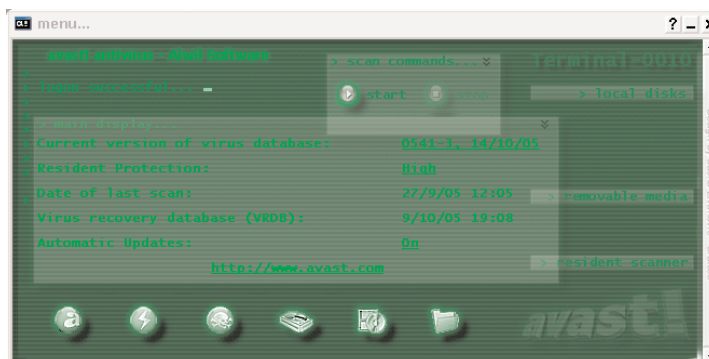 menu...
avast! antivirus - Alwil Software
Terminal-0010
logon successful...
> scan commands...
start
stop
> local disks
> main display...
Current version of virus database: 0541-1, 14/10/05
Resident Protection: High
Date of last scan: 27/9/05 12:05
> removable media
Virus recovery database (VRDB): 9/10/05 19:08
Automatic Updates: On
> resident scanner
http://www.avast.com
avast!